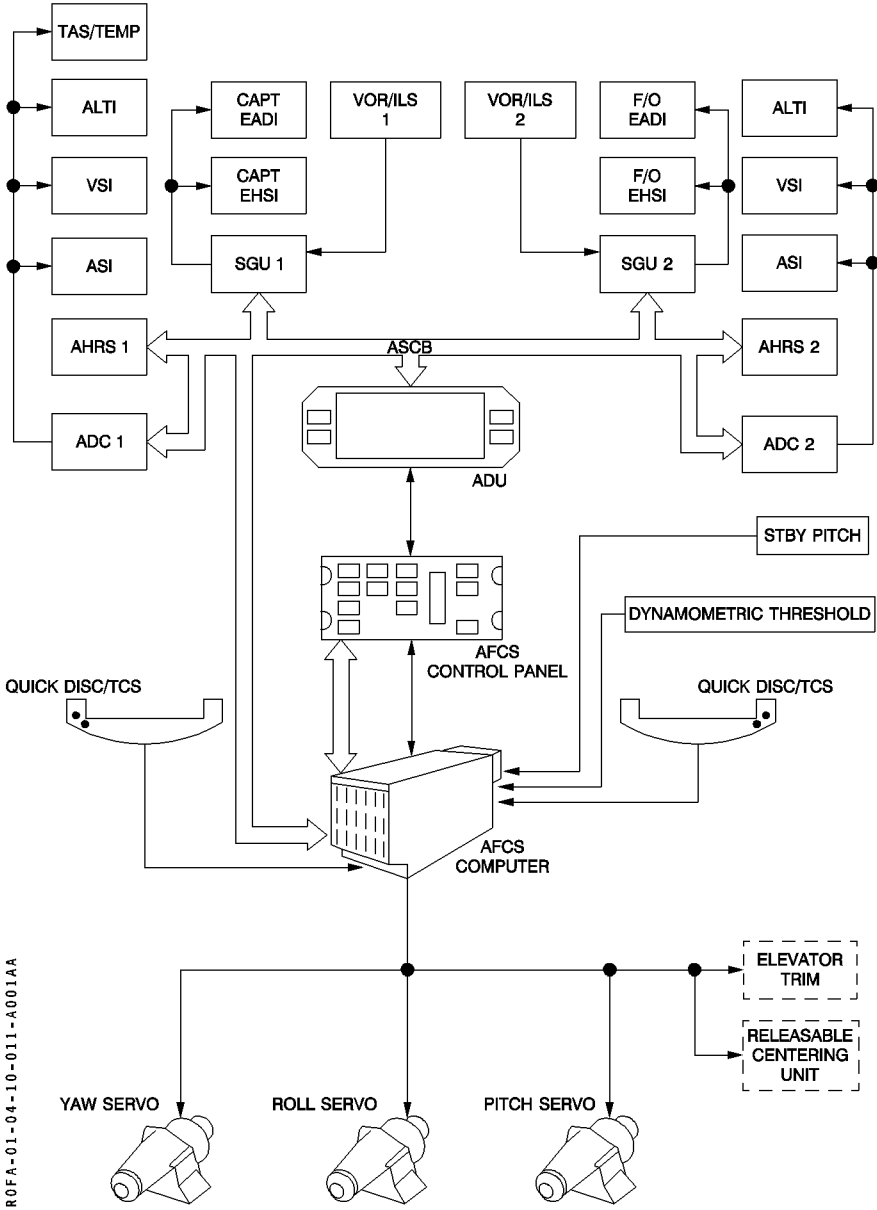 TAS/TEMP
ALTI
VSI
ASI
AHRS 1
ADC 1
CAPT
EADI
CAPT
EHSI
SGU 1
VOR/ILS
1
VOR/ILS
2
F/O
EADI
F/O
EHSI
SGU 2
ALTI
VSI
ASI
AHRS 2
ADC 2
ASCB
ADU
STBY PITCH
DYNAMOMETRIC THRESHOLD
AFCS
CONTROL PANEL
QUICK DISC/TCS
QUICK DISC/TCS
AFCS
COMPUTER
ELEVATOR
TRIM
RELEASABLE
CENTERING
UNIT
YAW SERVO
ROLL SERVO
PITCH SERVO
R0FA-01-04-10-011-A001AA